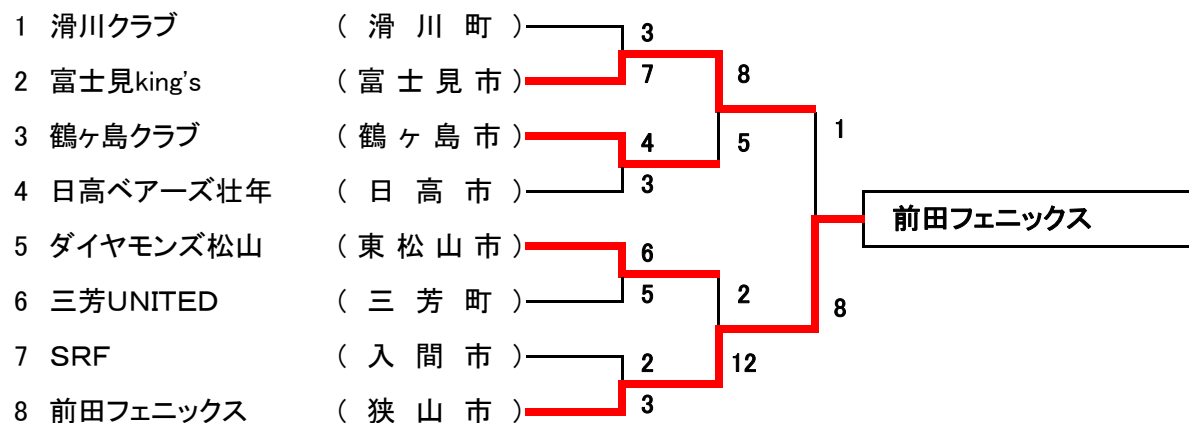 1 滑川クラブ ( 滑 川 町 ) 3
2 富士見king's ( 富 士 見 市 ) 7 8
3 鶴ヶ島クラブ ( 鶴 ヶ 島 市 ) 4 5 1
4 日高ベアーズ壮年 ( 日 高 市 ) 3
前田フェニックス
5 ダイヤモンズ松山 ( 東 松 山 市 ) 6
6 三芳UNITED ( 三 芳 町 ) 5 2 8
7 SRF ( 入 間 市 ) 2 12
8 前田フェニックス ( 狭 山 市 ) 3